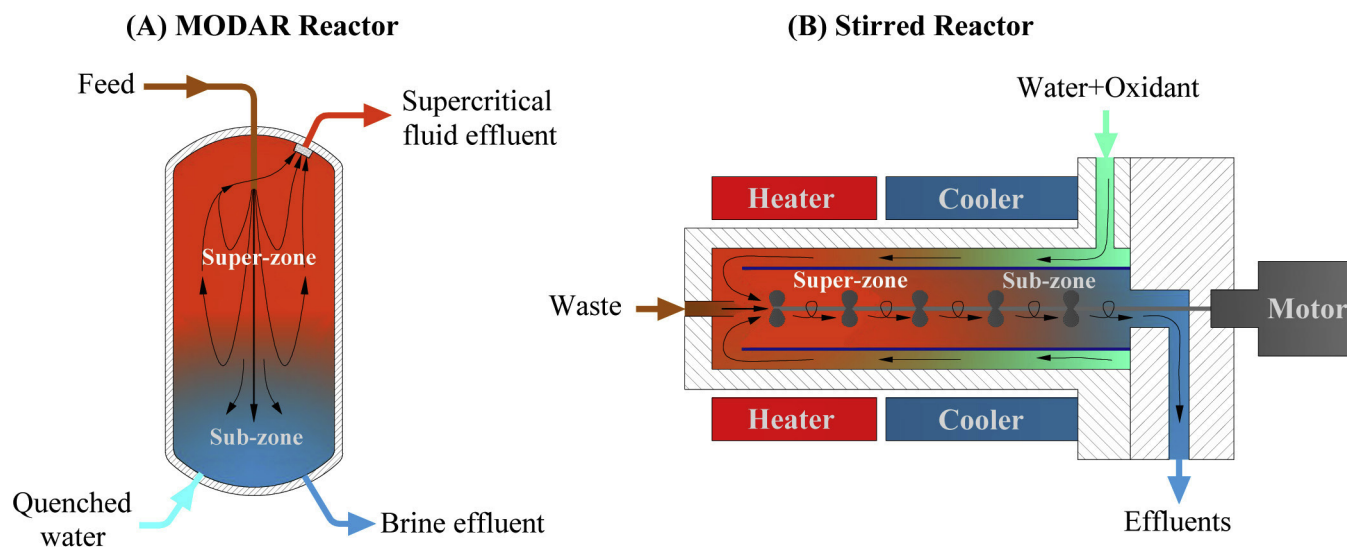 (A) MODAR Reactor
Feed
Supercritical
fluid effluent
Super-zone
Sub-zone
Quenched
water
Brine effluent
(B) Stirred Reactor
Water+Oxidant
Heater
Cooler
Super-zone
Sub-zone
Waste
Motor
Heater
Cooler
Effluents